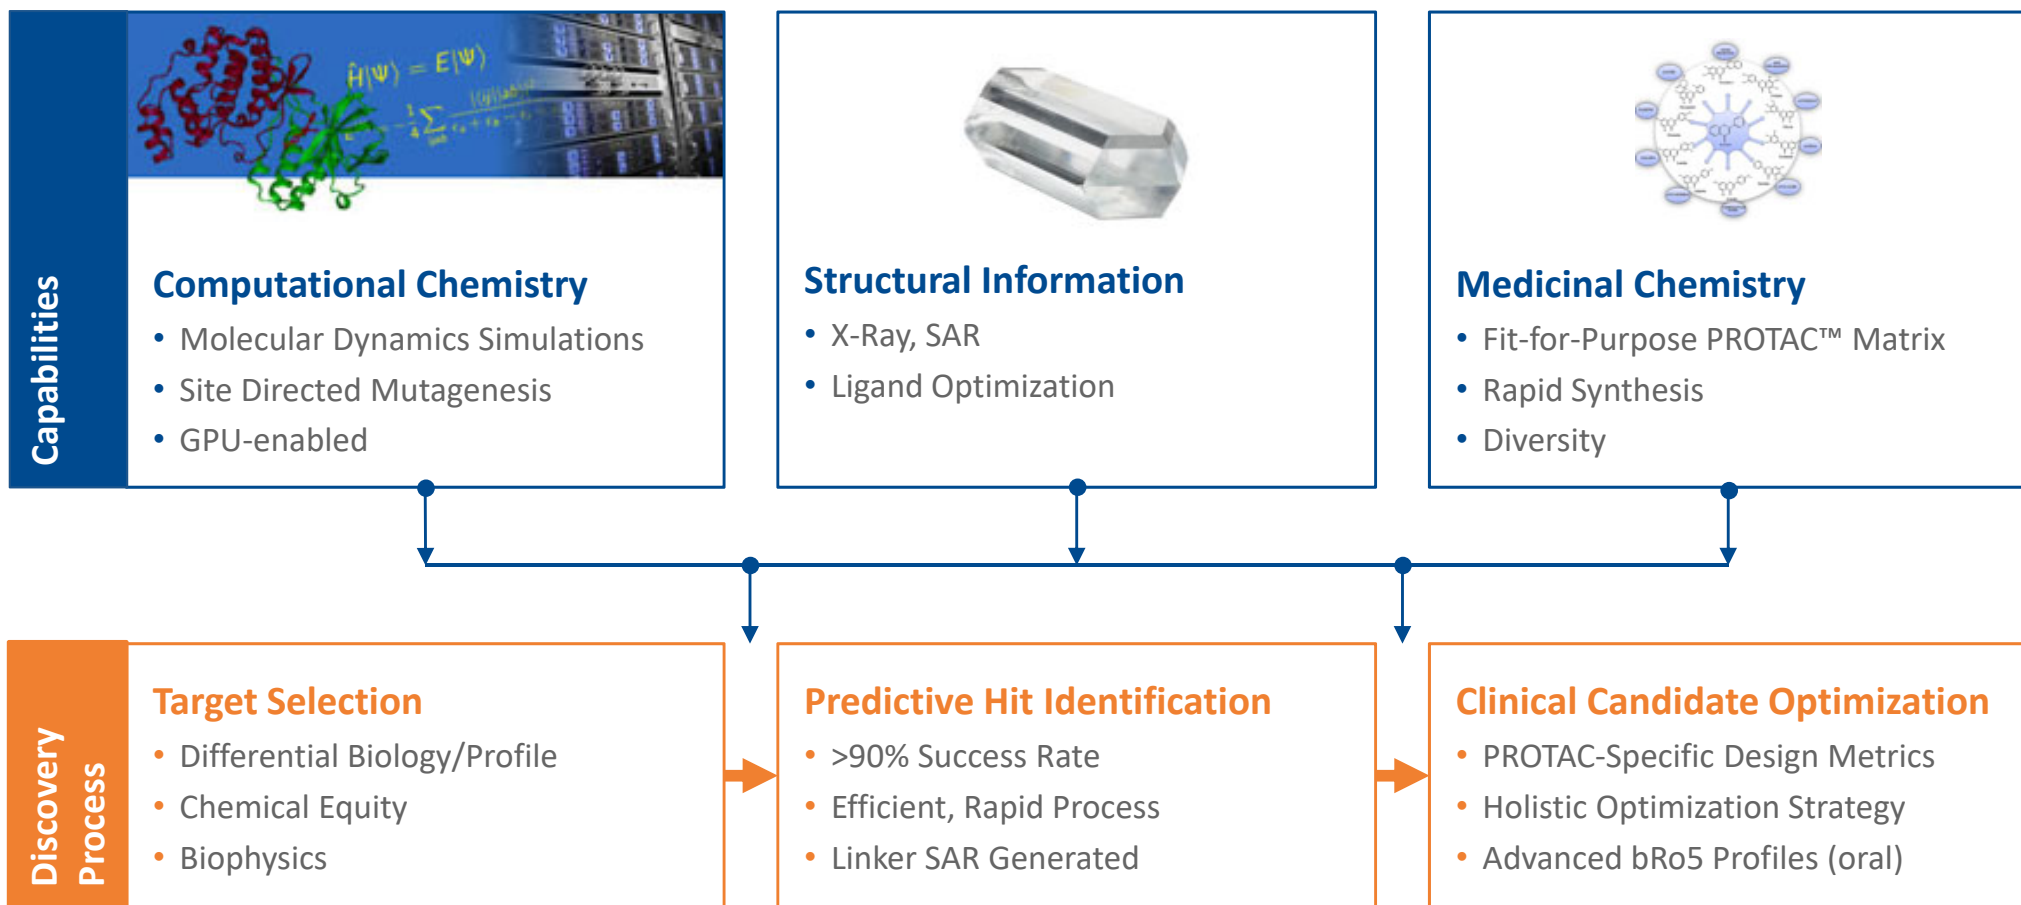 Capabilities
Ĥ|Ψ⟩ = E|Ψ⟩
Computational Chemistry
• Molecular Dynamics Simulations
• Site Directed Mutagenesis
• GPU-enabled
Structural Information
• X-Ray, SAR
• Ligand Optimization
Medicinal Chemistry
• Fit-for-Purpose PROTAC™ Matrix
• Rapid Synthesis
• Diversity
Discovery
Process
Target Selection
• Differential Biology/Profile
• Chemical Equity
• Biophysics
Predictive Hit Identification
• >90% Success Rate
• Efficient, Rapid Process
• Linker SAR Generated
Clinical Candidate Optimization
• PROTAC-Specific Design Metrics
• Holistic Optimization Strategy
• Advanced bRo5 Profiles (oral)